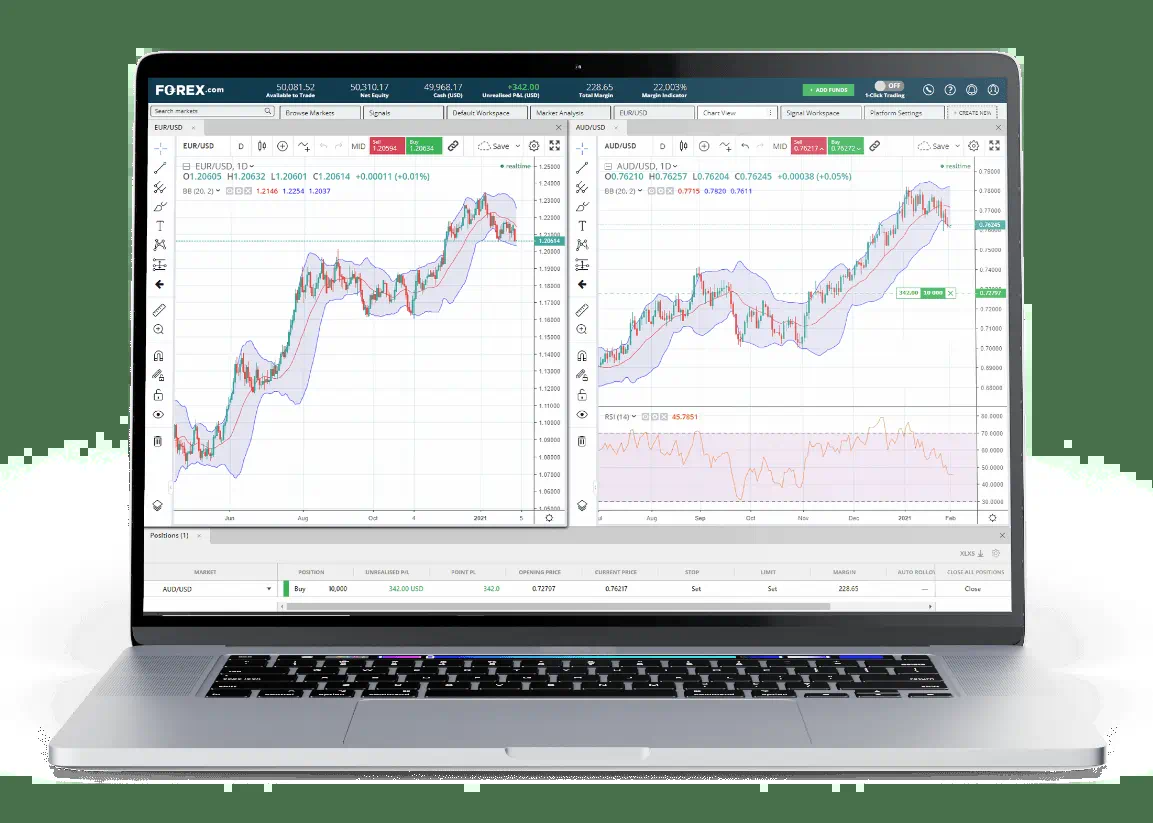 FOREX.com
50,081.52
Available to Trade
50,310.17
Net Equity
49,968.17
Cash (USD)
+342.00
Unrealised P&L (USD)
228.65
Total Margin
22,003%
Margin Indicator
+ ADD FUNDS
OFF
1-Click Trading
Search markets
Browse Markets
Signals
Default Workspace
Market Analysis
EUR/USD
Chart View
Signal Workspace
Platform Settings
+ CREATE NEW
EUR/USD ×
EUR/USD D MID
Sell 1.20594
Buy 1.20634
Save
EUR/USD, 1D
realtime
O1.20605 H1.20632 L1.20601 C1.20614 +0.00011 (+0.01%)
BB (20, 2) 1.2146 1.2254 1.2037
1.25000
1.24000
1.23000
1.22000
1.21000
1.20614
1.19000
1.18000
1.17000
1.16000
1.15000
1.14000
1.13000
1.12000
1.11000
1.10000
1.09000
1.08000
1.07000
1.06000
1.05000
Jun Aug Oct 4 2021 5
AUD/USD ×
AUD/USD D MID
Sell 0.76217
Buy 0.76272
Save
AUD/USD, 1D
realtime
O0.76210 H0.76257 L0.76204 C0.76245 +0.00038 (+0.05%)
BB (20, 2) 0.7715 0.7820 0.7611
0.78000
0.77000
0.76245
0.75000
0.74000
342.00 10 000 ×
0.72797
0.71000
0.70000
0.69000
0.68000
RSI (14) 45.7851
80.0000
70.0000
60.0000
50.0000
40.0000
30.0000
Aug Sep Oct Nov Dec 2021 Feb
Positions (1) ×
XLXS
MARKET POSITION UNREALISED P/L POINT PL OPENING PRICE CURRENT PRICE STOP LIMIT MARGIN AUTO ROLLOV CLOSE ALL POSITIONS
AUD/USD Buy 10,000 342.00 USD 342.0 0.72797 0.76217 Set Set 228.65 — Close